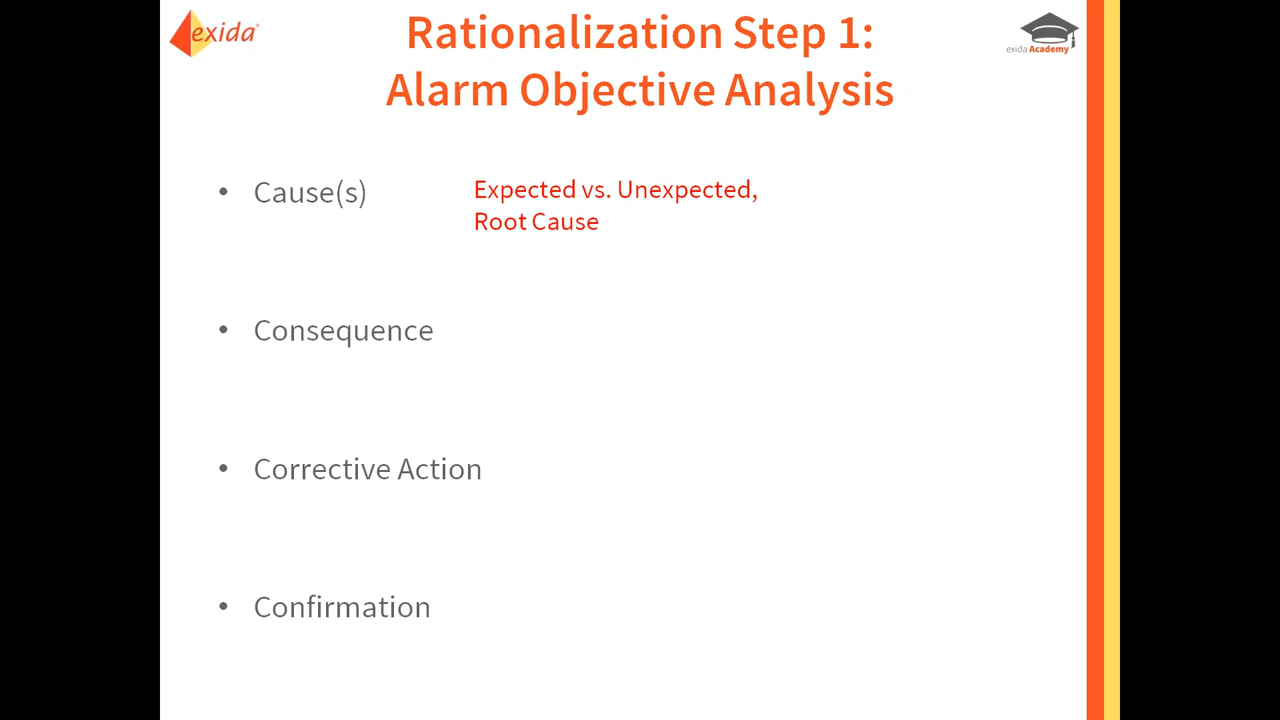 exida
Rationalization Step 1:
Alarm Objective Analysis
exida Academy
• Cause(s)
Expected vs. Unexpected,
Root Cause
• Consequence
• Corrective Action
• Confirmation